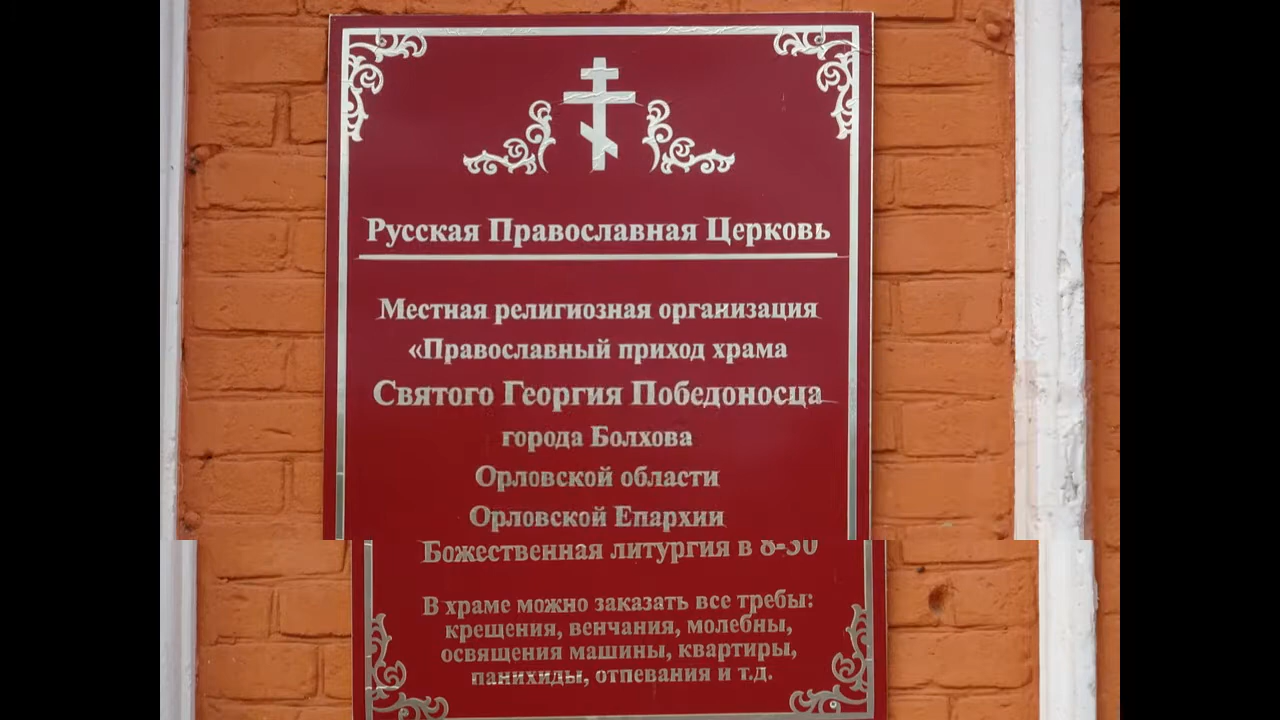 Русская Православная Церковь
Местная религиозная организация
«Православный приход храма
Святого Георгия Победоносца
города Болхова
Орловской области
Орловской Епархии
Божественная литургия в 8-30
В храме можно заказать все требы:
крещения, венчания, молебны,
освящения машины, квартиры,
панихиды, отпевания и т.д.